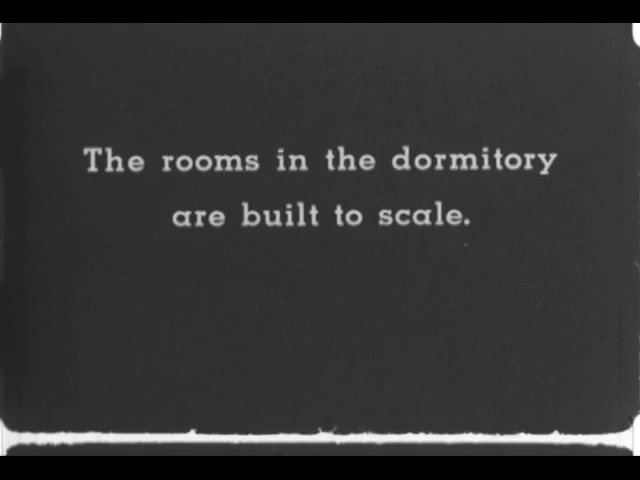 The rooms in the dormitory
are built to scale.